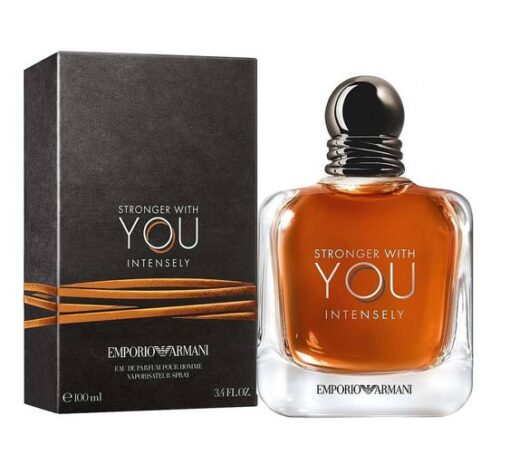 STRONGER WITH
YOU
INTENSELY
EMPORIO ARMANI
EAU DE PARFUM POUR HOMME
VAPORISATEUR SPRAY
℮100 ml
3.4 FL.OZ.
STRONGER WITH
YOU
INTENSELY
EMPORIO ARMANI